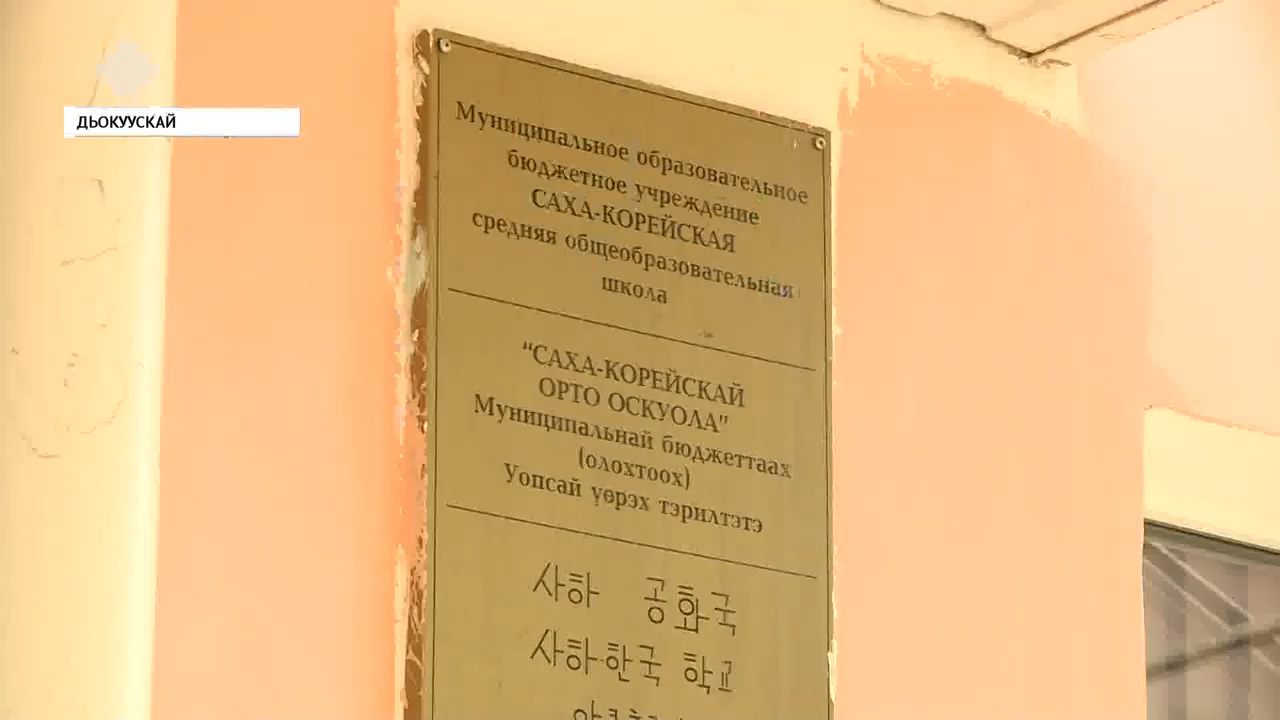 ДЬОКУУСКАЙ
Муниципальное образовательное
бюджетное учреждение
САХА-КОРЕЙСКАЯ
средняя общеобразовательная
школа
"САХА-КОРЕЙСКАЙ
ОРТО ОСКУОЛА"
Муниципальнай бюджеттаах
(олохтоох)
Уопсай үөрэх тэрилтэтэ
사하 공화국
사하·한국 학교